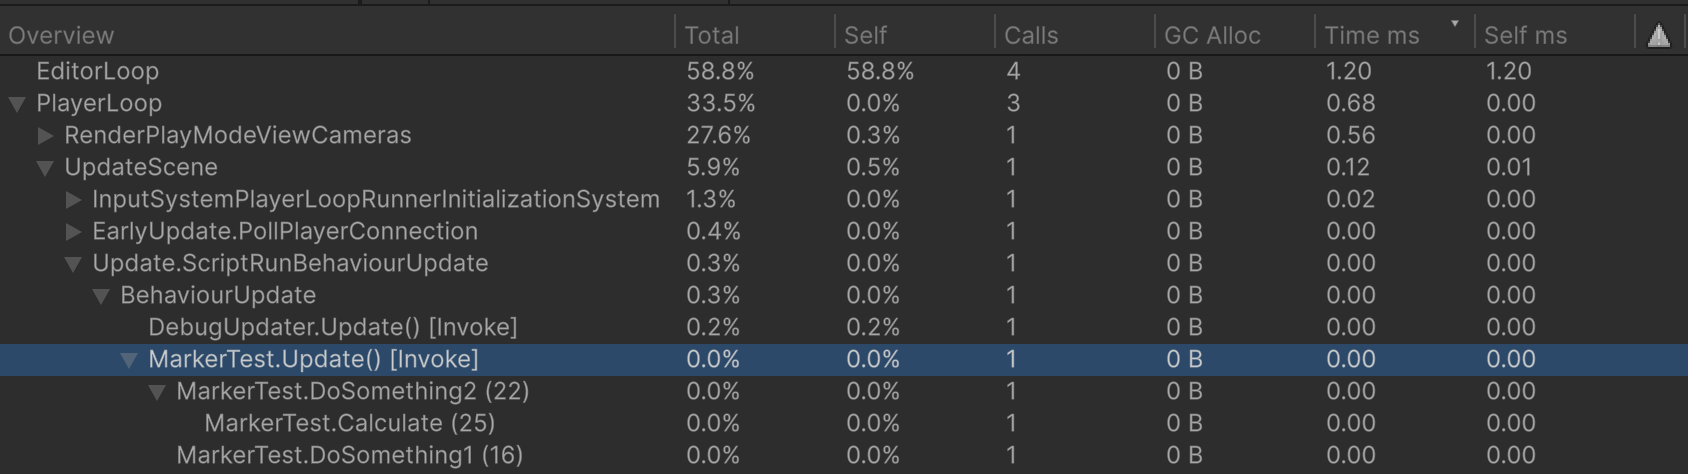 Overview Total Self Calls GC Alloc Time ms Self ms
EditorLoop 58.8% 58.8% 4 0 B 1.20 1.20
PlayerLoop 33.5% 0.0% 3 0 B 0.68 0.00
RenderPlayModeViewCameras 27.6% 0.3% 1 0 B 0.56 0.00
UpdateScene 5.9% 0.5% 1 0 B 0.12 0.01
InputSystemPlayerLoopRunnerInitializationSystem 1.3% 0.0% 1 0 B 0.02 0.00
EarlyUpdate.PollPlayerConnection 0.4% 0.0% 1 0 B 0.00 0.00
Update.ScriptRunBehaviourUpdate 0.3% 0.0% 1 0 B 0.00 0.00
BehaviourUpdate 0.3% 0.0% 1 0 B 0.00 0.00
DebugUpdater.Update() [Invoke] 0.2% 0.2% 1 0 B 0.00 0.00
MarkerTest.Update() [Invoke] 0.0% 0.0% 1 0 B 0.00 0.00
MarkerTest.DoSomething2 (22) 0.0% 0.0% 1 0 B 0.00 0.00
MarkerTest.Calculate (25) 0.0% 0.0% 1 0 B 0.00 0.00
MarkerTest.DoSomething1 (16) 0.0% 0.0% 1 0 B 0.00 0.00